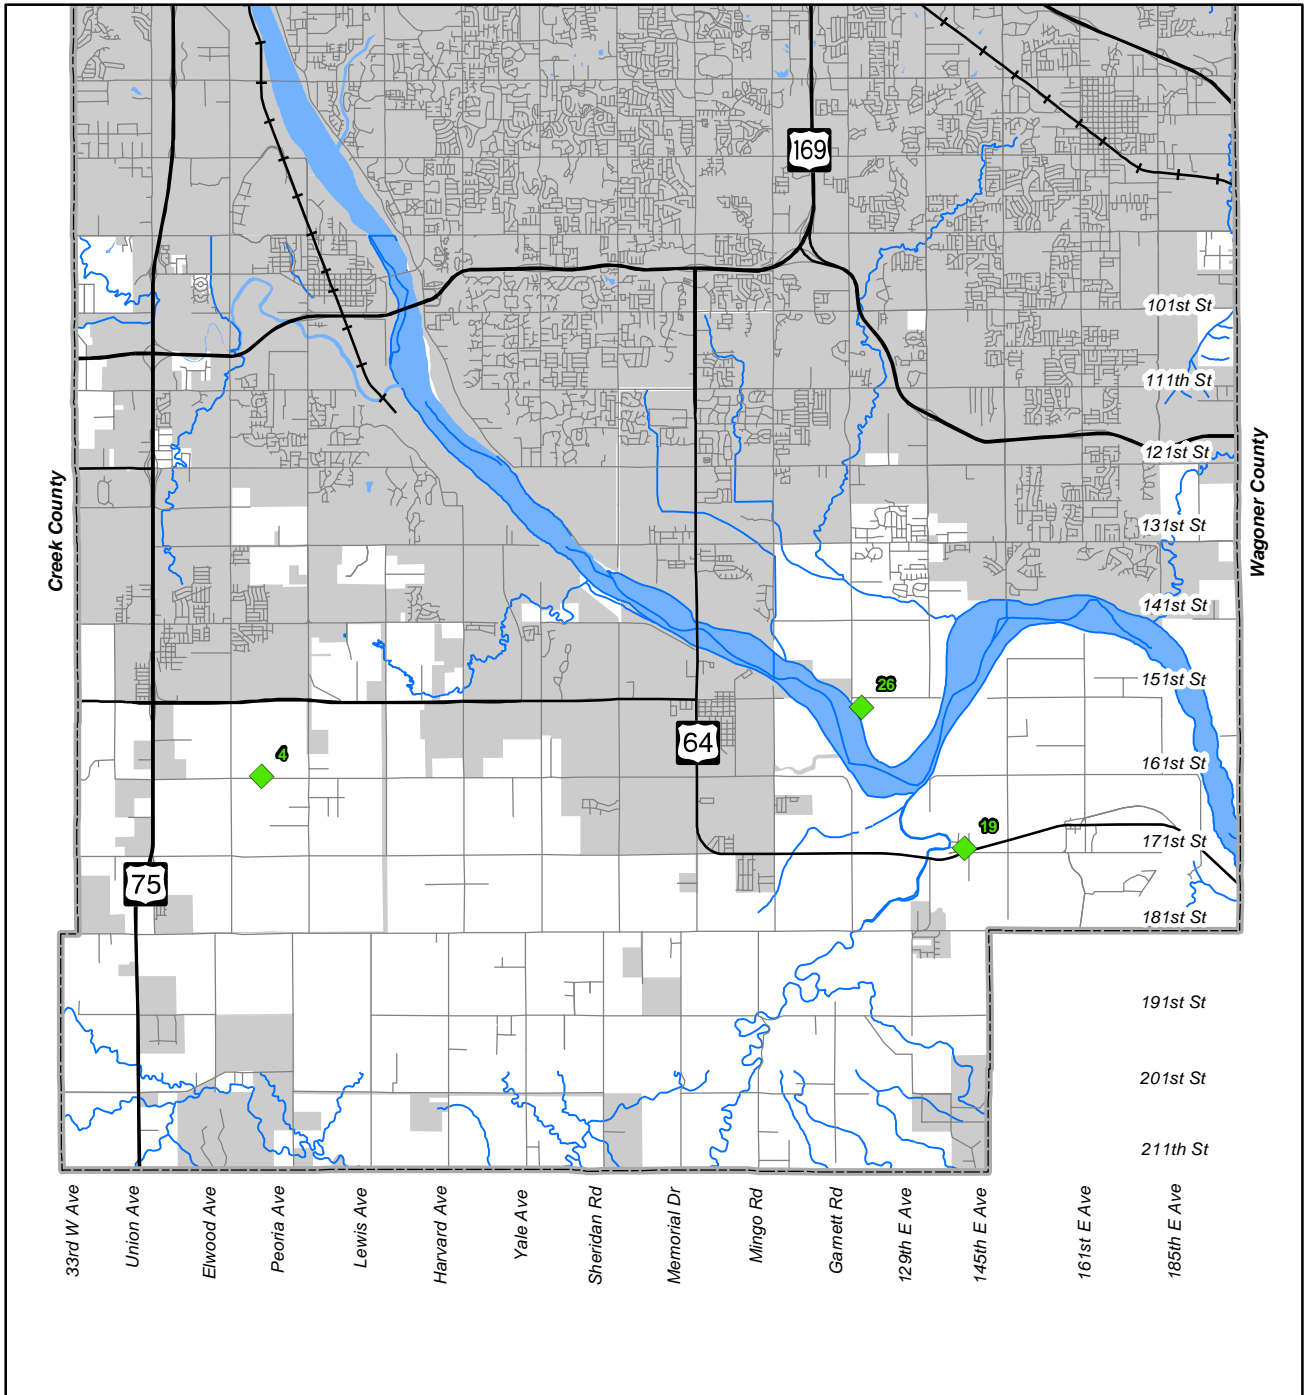 169
101st St
111th St
121st St
Creek County
Wagoner County
131st St
141st St
151st St
26
64
4
161st St
19
171st St
75
181st St
191st St
201st St
211th St
33rd W Ave
Union Ave
Elwood Ave
Peoria Ave
Lewis Ave
Harvard Ave
Yale Ave
Sheridan Rd
Memorial Dr
Mingo Rd
Garnett Rd
129th E Ave
145th E Ave
161st E Ave
185th E Ave